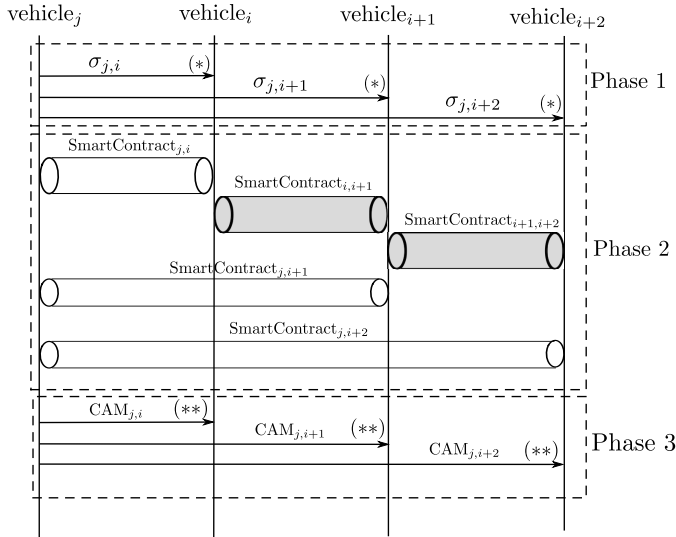 vehicle_j vehicle_i vehicle_{i+1} vehicle_{i+2}
σ_{j,i} (*)
σ_{j,i+1} (*)
σ_{j,i+2} (*)
Phase 1
SmartContract_{j,i}
SmartContract_{i,i+1}
SmartContract_{i+1,i+2}
Phase 2
SmartContract_{j,i+1}
SmartContract_{j,i+2}
CAM_{j,i} (**)
CAM_{j,i+1} (**)
CAM_{j,i+2} (**)
Phase 3